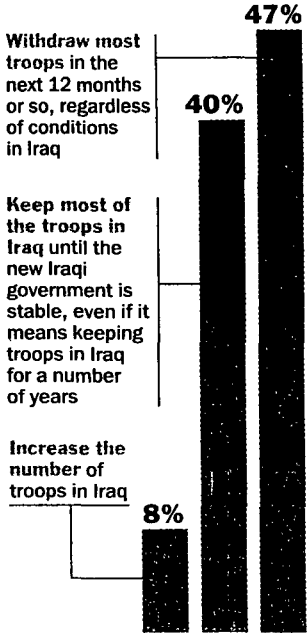 47%
Withdraw most
troops in the
next 12 months
or so, regardless
of conditions
in Iraq
40%
Keep most of
the troops in
Iraq until the
new Iraqi
government is
stable, even if it
means keeping
troops in Iraq
for a number
of years
Increase the
number of
troops in Iraq
8%